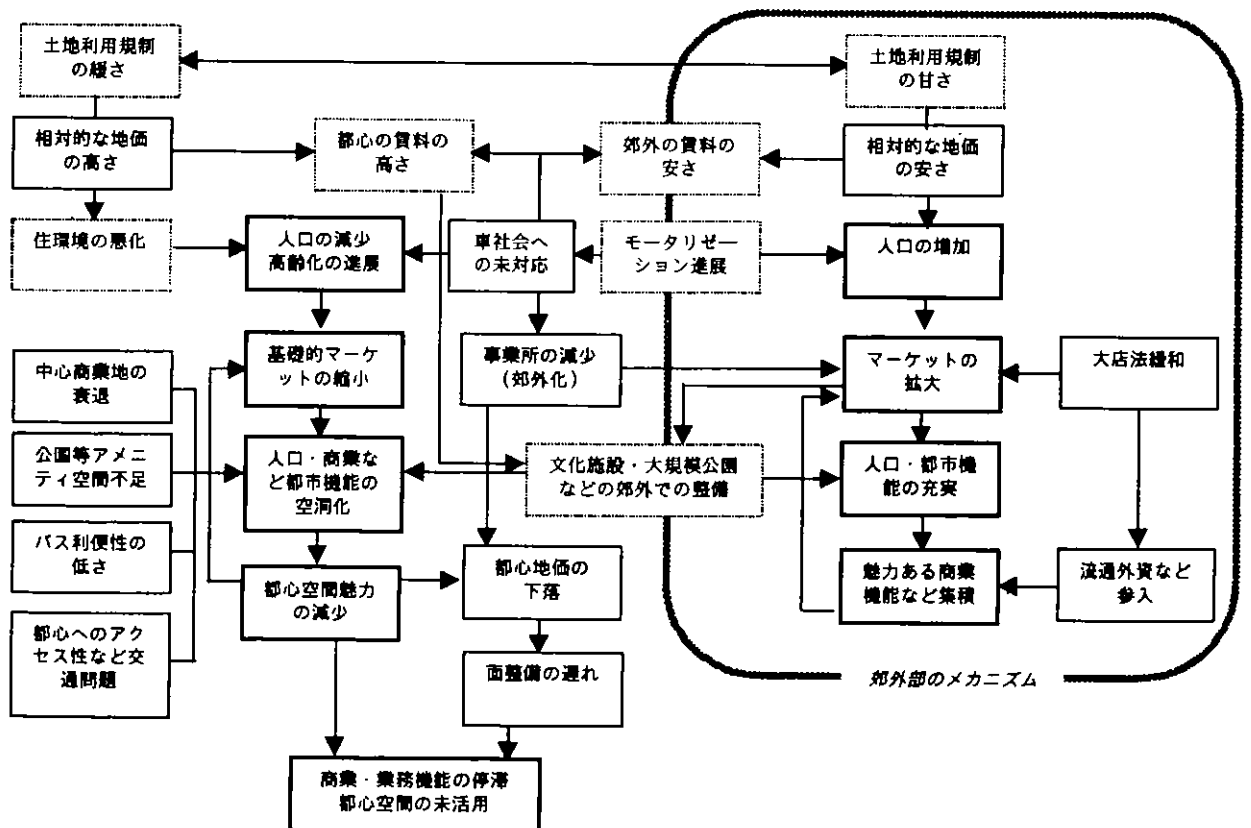 土地利用規制
の緩さ
土地利用規制
の甘さ
相対的な地価
の高さ
都心の賃料の
高さ
郊外の賃料の
安さ
相対的な地価
の安さ
住環境の悪化
人口の減少
高齢化の進展
車社会へ
の未対応
モータリゼー
ション進展
人口の増加
中心商業地の
衰退
基礎的マーケ
ットの縮小
事業所の減少
(郊外化)
マーケットの
拡大
大店法緩和
公園等アメニ
ティ空間不足
人口・商業な
ど都市機能の
空洞化
文化施設・大規模公園
などの郊外での整備
人口・都市機
能の充実
バス利便性の
低さ
都心空間魅力
の減少
都心地価の
下落
魅力ある商業
機能など集積
流通外資など
参入
都心へのアク
セス性など交
通問題
面整備の遅れ
郊外部のメカニズム
商業・業務機能の停滞
都心空間の未活用